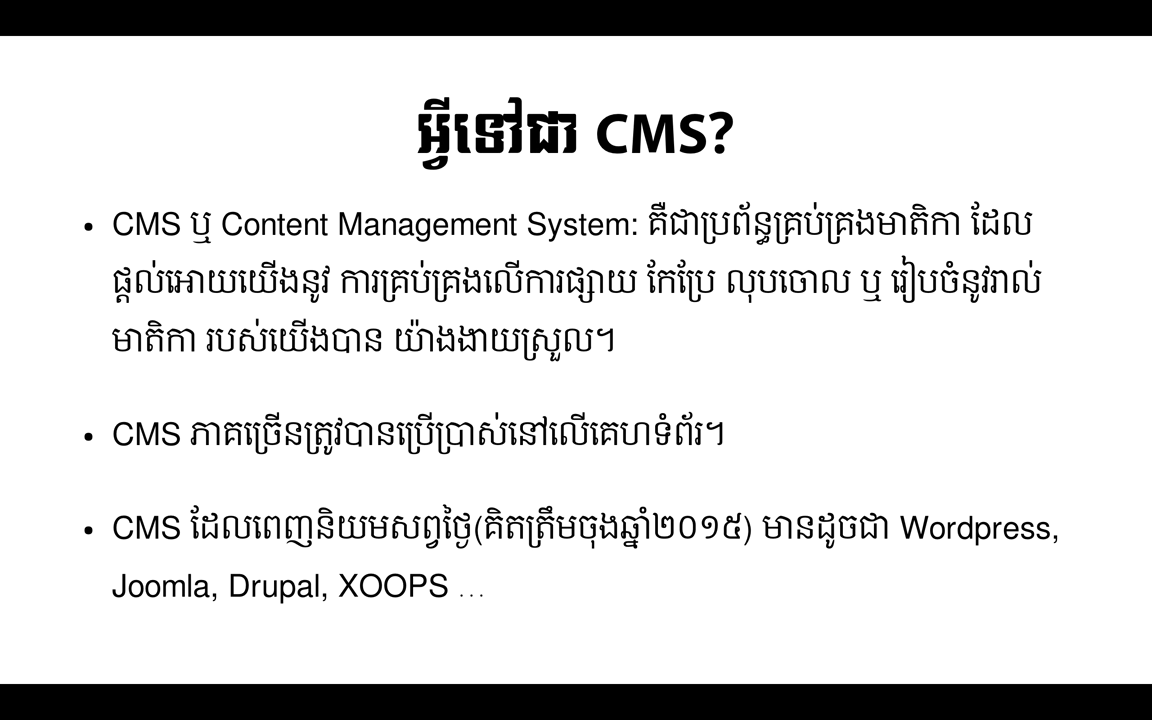 អ្វីទៅជា CMS?
• CMS ឬ Content Management System: គឺជាប្រព័ន្ធគ្រប់គ្រងមាតិកា ដែល
ផ្តល់អោយយើងនូវ ការគ្រប់គ្រងលើការផ្សាយ កែប្រែ លុបចោល ឬ រៀបចំនូវរាល់
មាតិកា របស់យើងបាន យ៉ាងងាយស្រួល។
• CMS ភាគច្រើនត្រូវបានប្រើប្រាស់នៅលើគេហទំព័រ។
• CMS ដែលពេញនិយមសព្វថ្ងៃ(គិតត្រឹមចុងឆ្នាំ២០១៥) មានដូចជា Wordpress,
Joomla, Drupal, XOOPS …